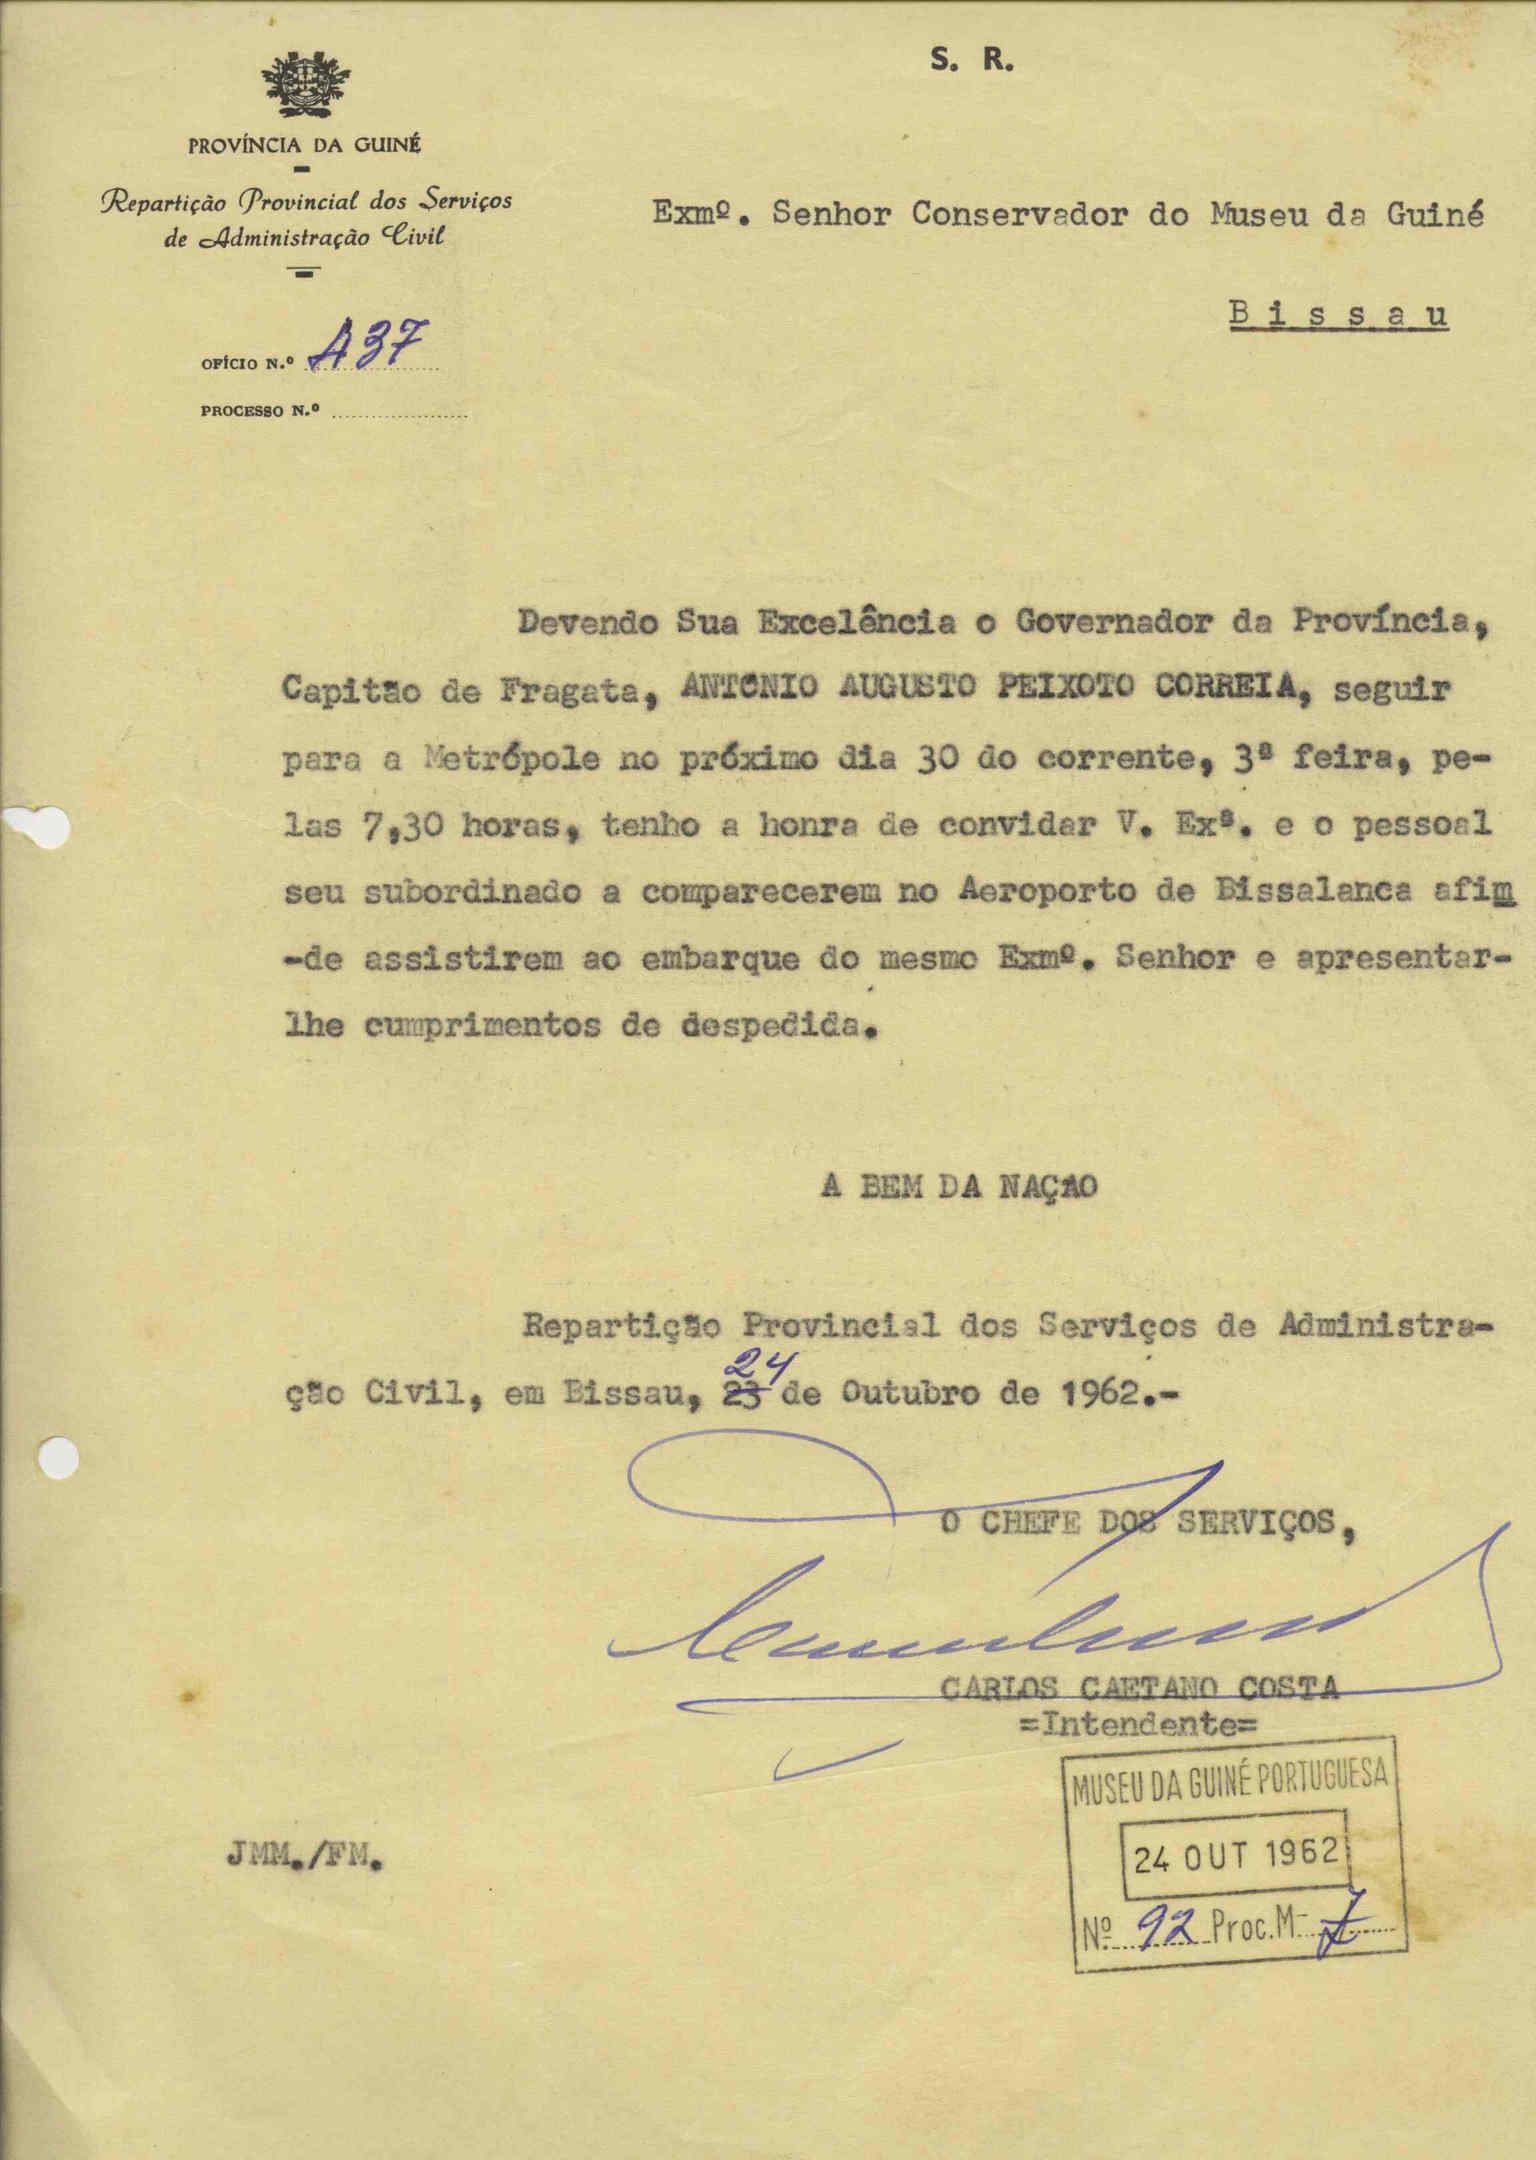 S. R.
PROVÍNCIA DA GUINÉ
Repartição Provincial dos Serviços
de Administração Civil
Exmº. Senhor Conservador do Museu da Guiné
Bissau
OFÍCIO N.º A37
PROCESSO N.º
Devendo Sua Excelência o Governador da Província,
Capitão de Fragata, ANTONIO AUGUSTO PEIXOTO CORREIA, seguir
para a Metrópole no próximo dia 30 do corrente, 3ª feira, pe-
las 7,30 horas, tenho a honra de convidar V. Exª. e o pessoal
seu subordinado a comparecerem no Aeroporto de Bissalanca afim
-de assistirem ao embarque do mesmo Exmº. Senhor e apresentar-
lhe cumprimentos de despedida.
A BEM DA NAÇAO
Repartição Provincial dos Serviços de Administra-
24
ção Civil, em Bissau, 23 de Outubro de 1962.-
O CHEFE DOS SERVIÇOS,
CARLOS CAETANO COSTA
=Intendente=
MUSEU DA GUINÉ PORTUGUESA
24 OUT 1962
Nº. 92 Proc. M- 7
JMM./FM.